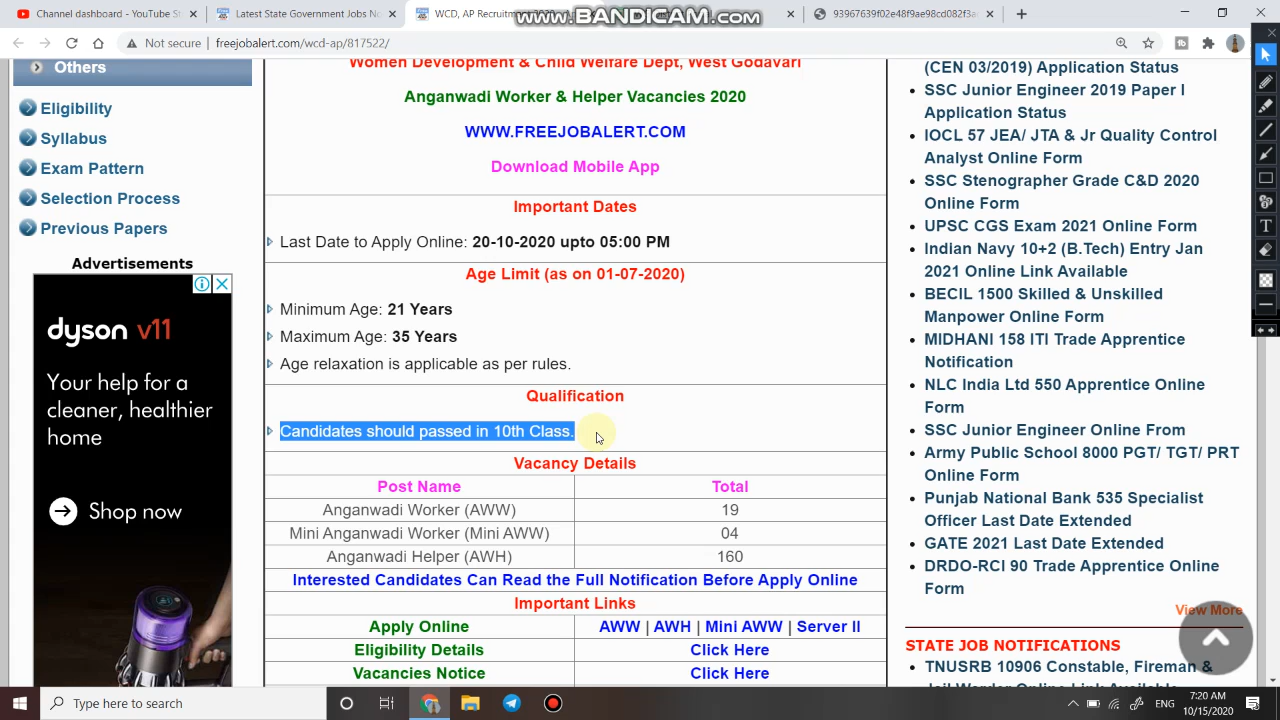 Channel dashboard - YouTube St
Latest State Government Jobs N
WCD, AP Recruitment 2020
93967639f02e48f9ae98cd082f3a
www.BANDICAM.com
Not secure | freejobalert.com/wcd-ap/817522/
Others
Eligibility
Syllabus
Exam Pattern
Selection Process
Previous Papers
Advertisements
dyson v11
Your help for a
cleaner, healthier
home
Shop now
Women Development & Child Welfare Dept, West Godavari
Anganwadi Worker & Helper Vacancies 2020
WWW.FREEJOBALERT.COM
Download Mobile App
Important Dates
Last Date to Apply Online: 20-10-2020 upto 05:00 PM
Age Limit (as on 01-07-2020)
Minimum Age: 21 Years
Maximum Age: 35 Years
Age relaxation is applicable as per rules.
Qualification
Candidates should passed in 10th Class.
Vacancy Details
Post Name Total
Anganwadi Worker (AWW) 19
Mini Anganwadi Worker (Mini AWW) 04
Anganwadi Helper (AWH) 160
Interested Candidates Can Read the Full Notification Before Apply Online
Important Links
Apply Online AWW | AWH | Mini AWW | Server II
Eligibility Details Click Here
Vacancies Notice Click Here
(CEN 03/2019) Application Status
SSC Junior Engineer 2019 Paper I
Application Status
IOCL 57 JEA/ JTA & Jr Quality Control
Analyst Online Form
SSC Stenographer Grade C&D 2020
Online Form
UPSC CGS Exam 2021 Online Form
Indian Navy 10+2 (B.Tech) Entry Jan
2021 Online Link Available
BECIL 1500 Skilled & Unskilled
Manpower Online Form
MIDHANI 158 ITI Trade Apprentice
Notification
NLC India Ltd 550 Apprentice Online
Form
SSC Junior Engineer Online From
Army Public School 8000 PGT/ TGT/ PRT
Online Form
Punjab National Bank 535 Specialist
Officer Last Date Extended
GATE 2021 Last Date Extended
DRDO-RCI 90 Trade Apprentice Online
Form
View More
STATE JOB NOTIFICATIONS
TNUSRB 10906 Constable, Fireman &
Jail Warder Online Link Available
Type here to search
ENG
7:20 AM
10/15/2020